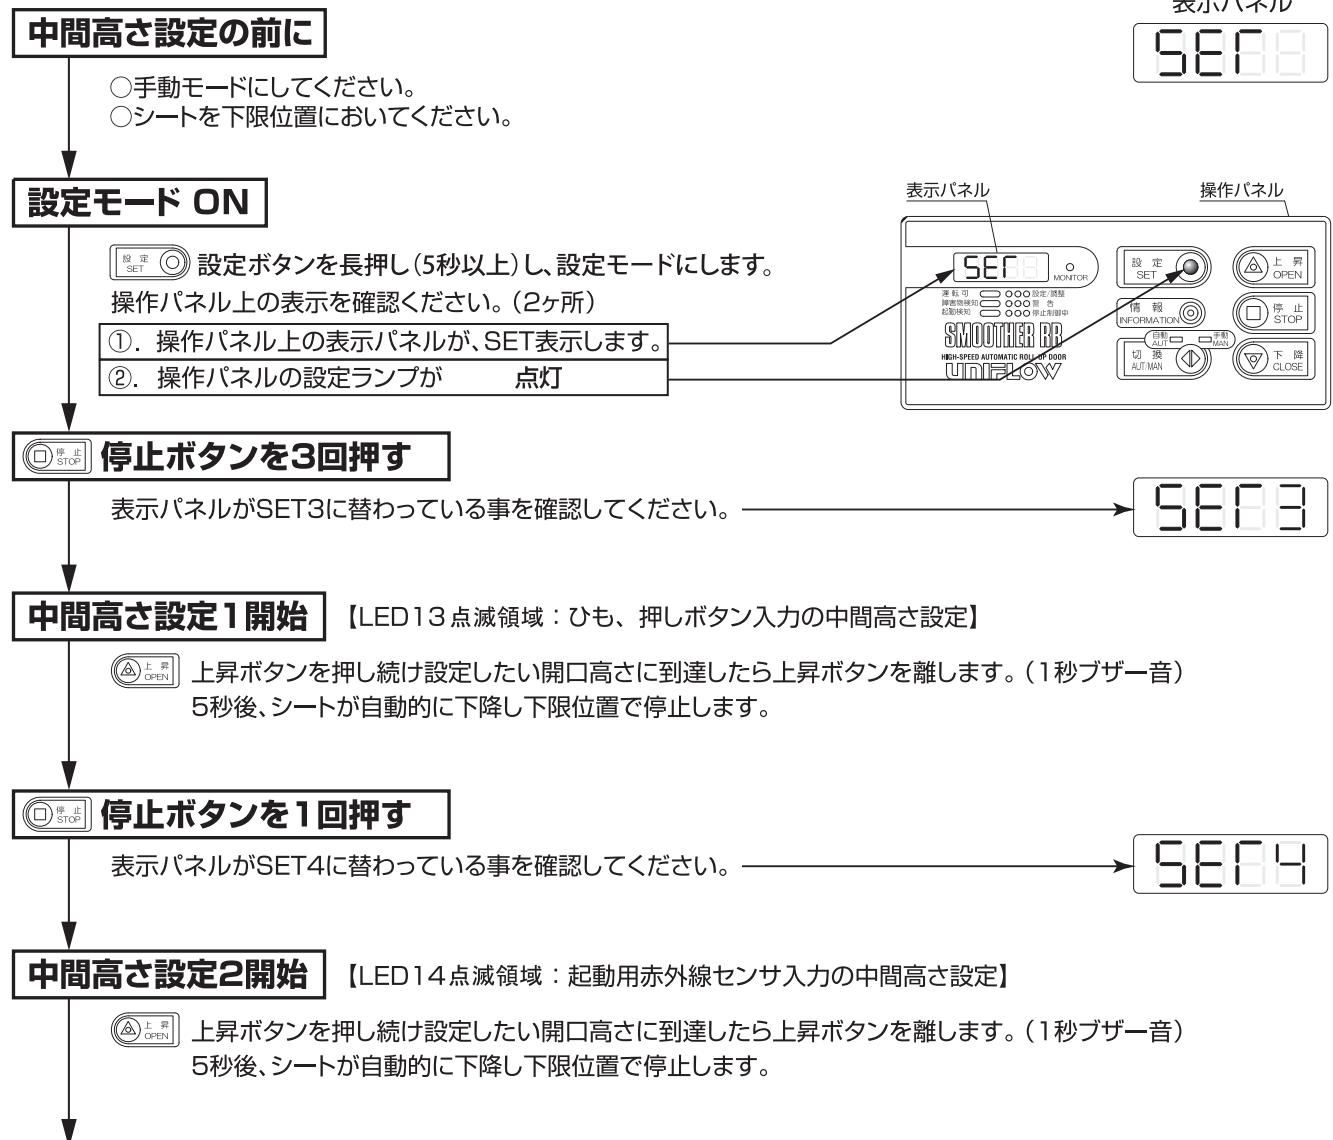 表示パネル
中間高さ設定の前に
SET
○手動モードにしてください。
○シートを下限位置においてください。
設定モード ON
表示パネル
操作パネル
設定
SET
設定ボタンを長押し(5秒以上)し、設定モードにします。
操作パネル上の表示を確認ください。(2ヶ所)
①. 操作パネル上の表示パネルが、SET表示します。
②. 操作パネルの設定ランプが 点灯
SET
MONITOR
運転可 設定/調整
障害物検知 警告
起動検知 停止制御中
SMOOTHER RR
HIGH-SPEED AUTOMATIC ROLL UP DOOR
UNIFLOW
設定
SET
情報
INFORMATION
自動
AUT
手動
MAN
切換
AUT/MAN
上昇
OPEN
停止
STOP
下降
CLOSE
停止
STOP
停止ボタンを3回押す
表示パネルがSET3に替わっている事を確認してください。
SET3
中間高さ設定1開始 【LED13点滅領域:ひも、押しボタン入力の中間高さ設定】
上昇
OPEN
上昇ボタンを押し続け設定したい開口高さに到達したら上昇ボタンを離します。(1秒ブザー音)
5秒後、シートが自動的に下降し下限位置で停止します。
停止
STOP
停止ボタンを1回押す
表示パネルがSET4に替わっている事を確認してください。
SET4
中間高さ設定2開始 【LED14点滅領域:起動用赤外線センサ入力の中間高さ設定】
上昇
OPEN
上昇ボタンを押し続け設定したい開口高さに到達したら上昇ボタンを離します。(1秒ブザー音)
5秒後、シートが自動的に下降し下限位置で停止します。